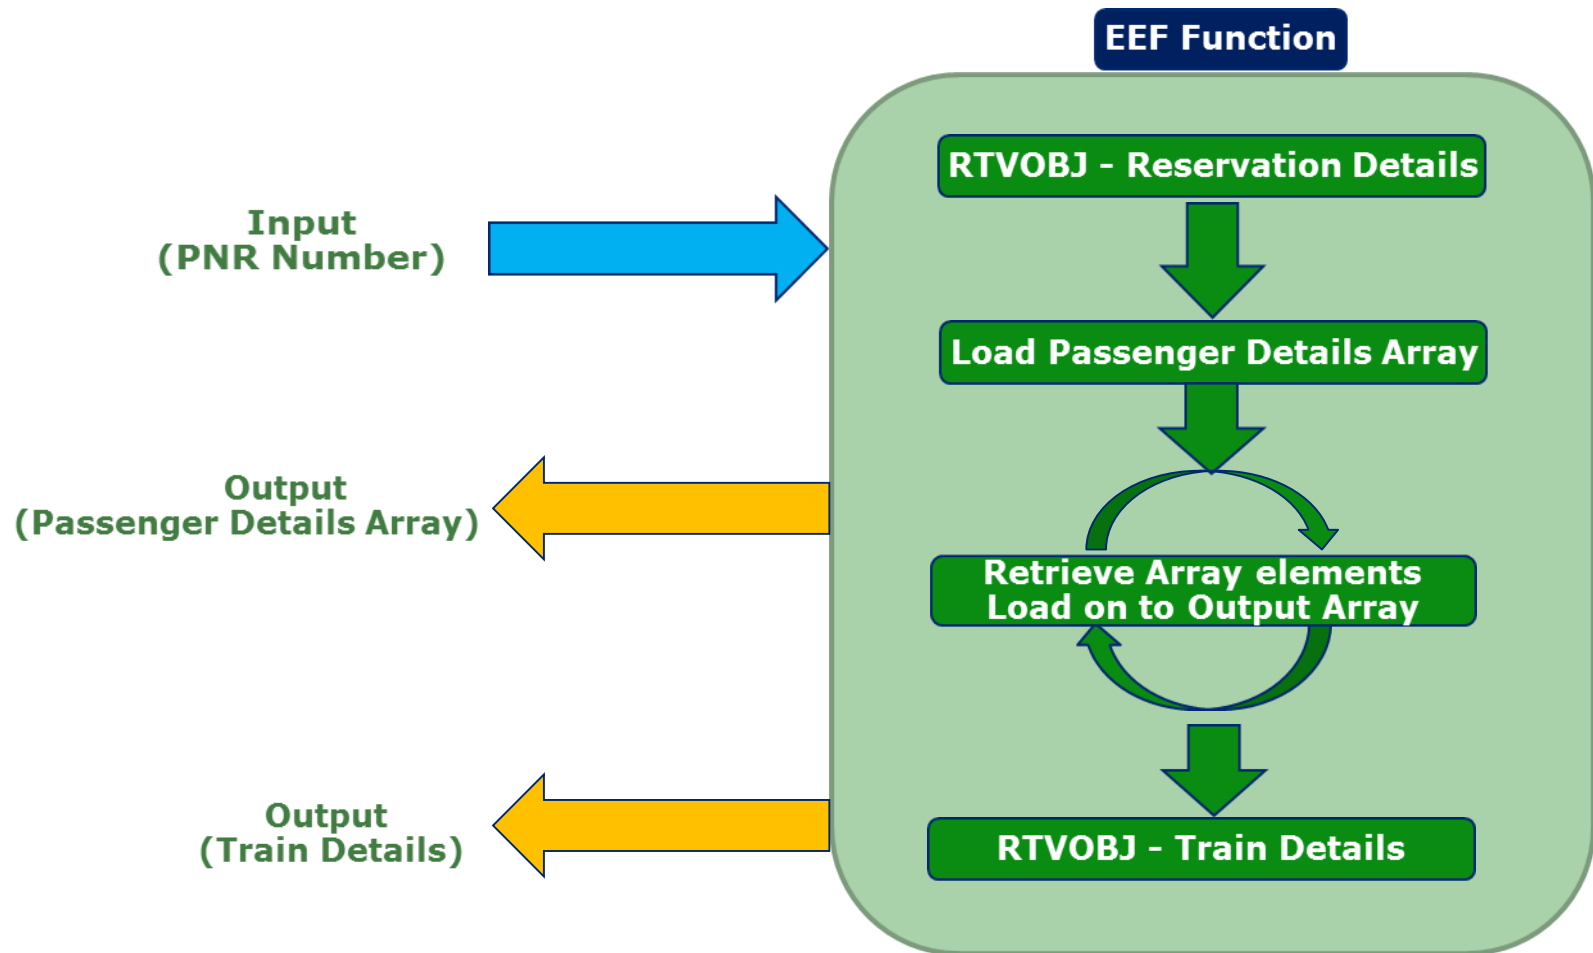 EEF Function
RTVOBJ - Reservation Details
Input
(PNR Number)
Load Passenger Details Array
Output
(Passenger Details Array)
Retrieve Array elements
Load on to Output Array
Output
(Train Details)
RTVOBJ - Train Details